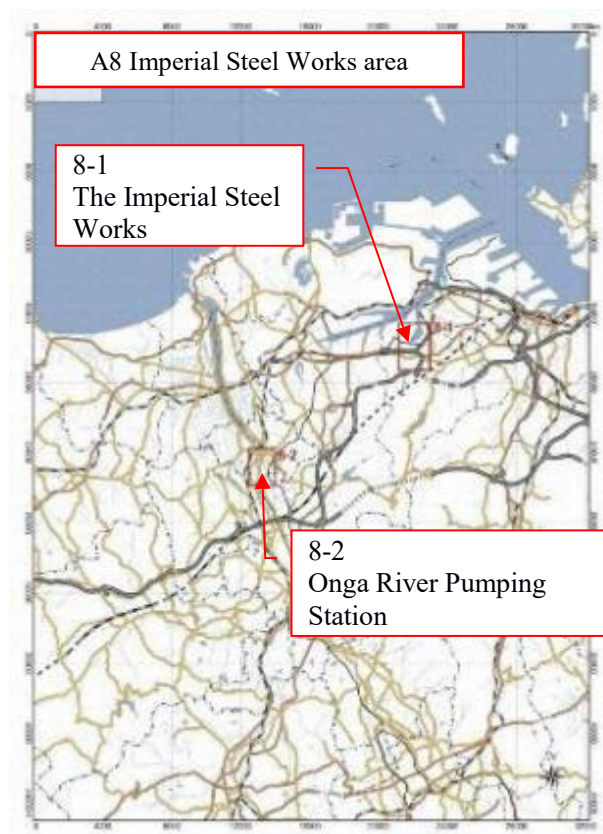 A8 Imperial Steel Works area
8-1
The Imperial Steel
Works
8-2
Onga River Pumping
Station